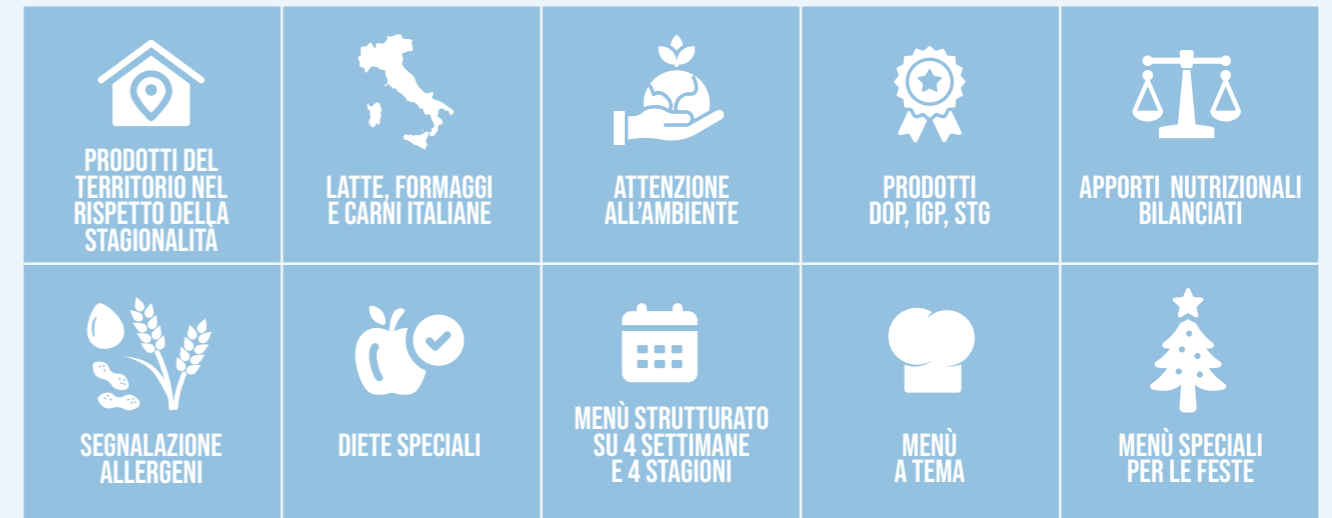 PRODOTTI DEL
TERRITORIO NEL
RISPETTO DELLA
STAGIONALITÀ
LATTE, FORMAGGI
E CARNI ITALIANE
ATTENZIONE
ALL'AMBIENTE
PRODOTTI
DOP, IGP, STG
APPORTI NUTRIZIONALI
BILANCIATI
SEGNALAZIONE
ALLERGENI
DIETE SPECIALI
MENÙ STRUTTURATO
SU 4 SETTIMANE
E 4 STAGIONI
MENÙ
A TEMA
MENÙ SPECIALI
PER LE FESTE